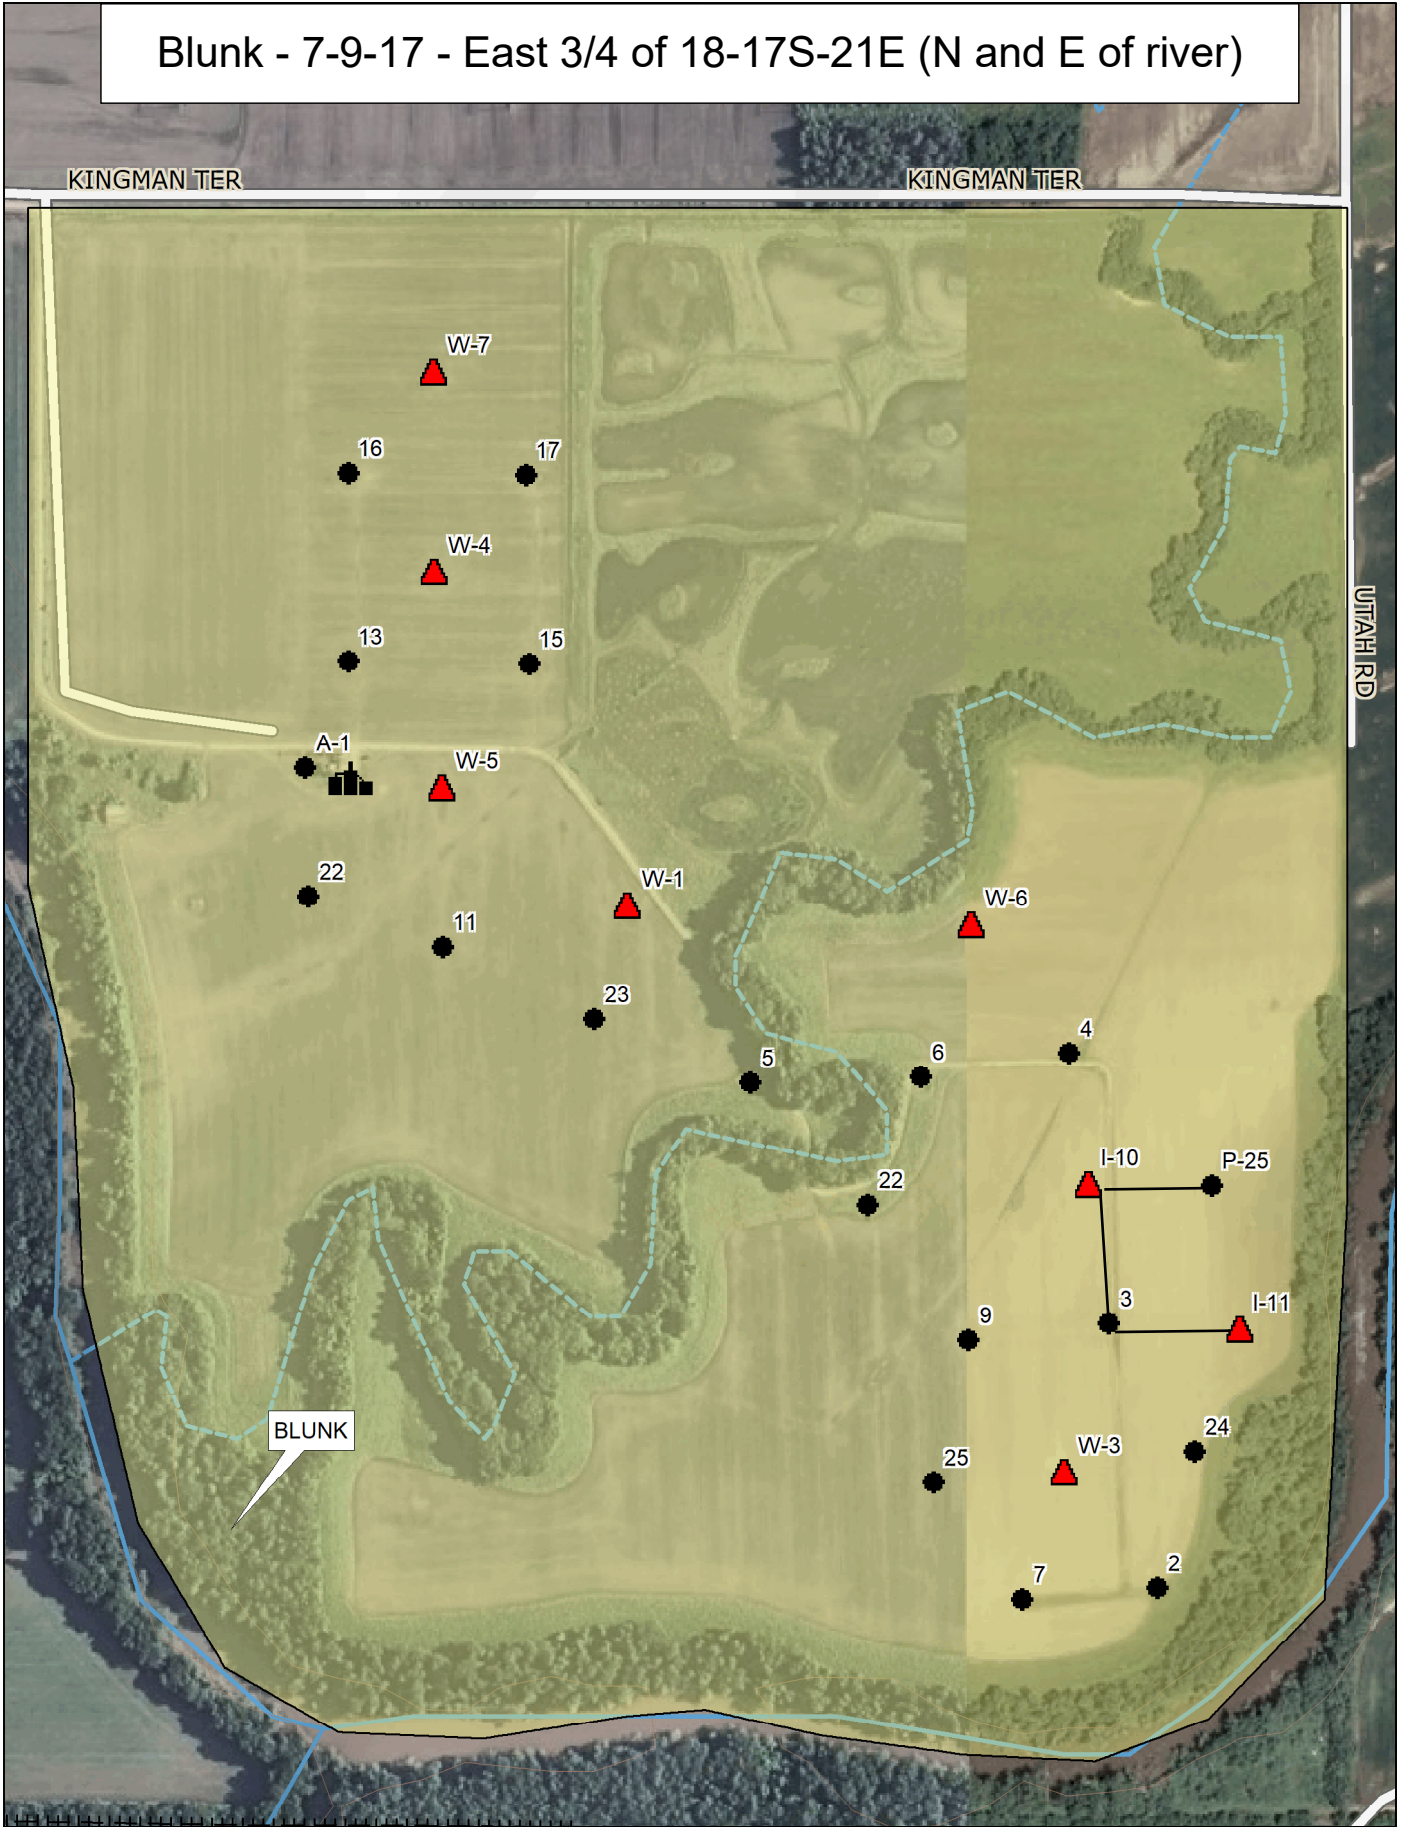 Blunk - 7-9-17 - East 3/4 of 18-17S-21E (N and E of river)
KINGMAN TER
KINGMAN TER
W-7
16
17
W-4
UTAH RD
13
15
A-1
W-5
22
W-1
W-6
11
23
4
5
6
I-10
P-25
22
3
I-11
9
BLUNK
24
W-3
25
2
7